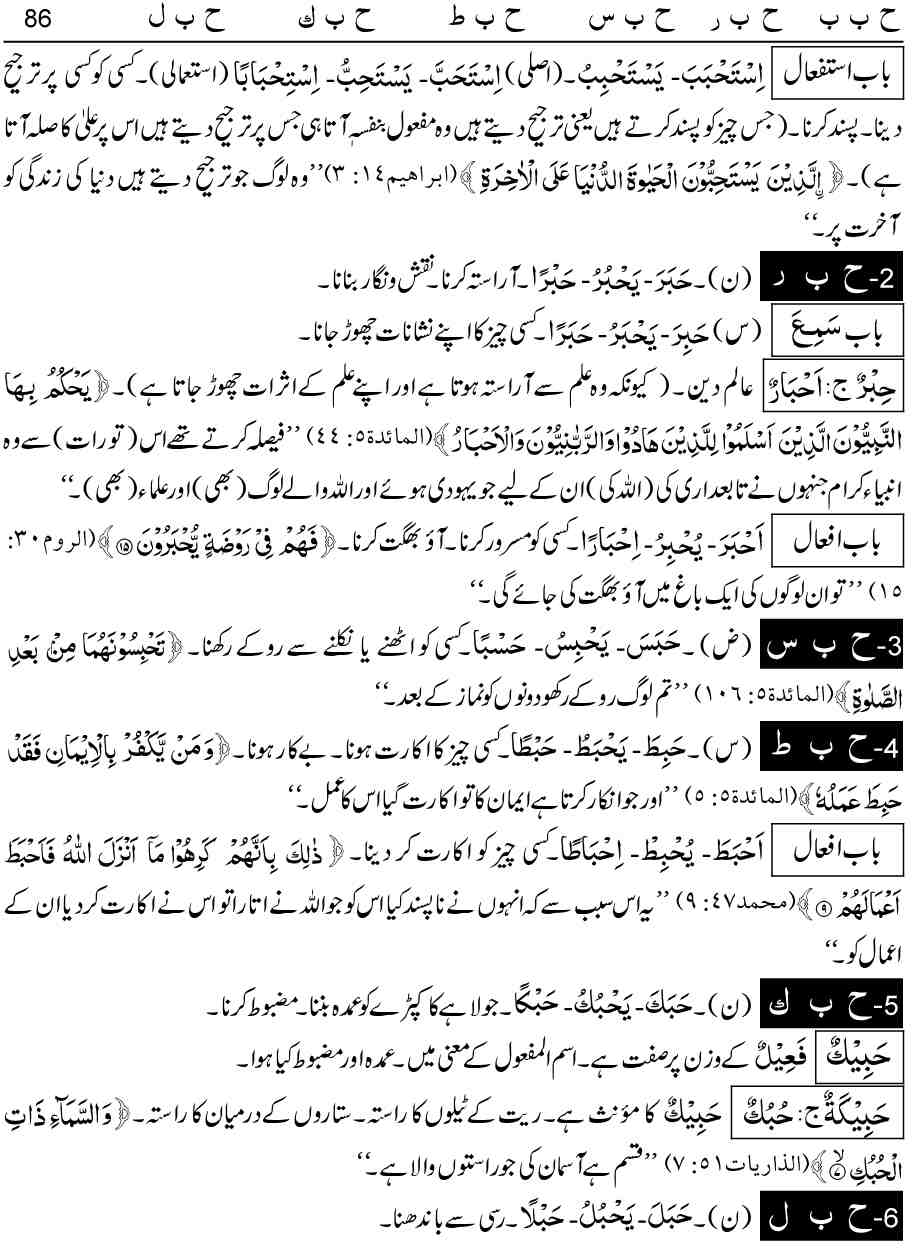 ح ب ب ح ب ر ح ب س ح ب ط ح ب ك ح ب ل 86
باب استفعال اِسْتَحْبَبَ- يَسْتَحْبِبُ۔(اصلی) اِسْتَحَبَّ- يَسْتَحِبُّ- اِسْتِحْبَابًا (استعمالی)۔ کسی کو کسی پر ترجیح
دینا۔ پسند کرنا۔ (جس چیز کو پسند کرتے ہیں یعنی ترجیح دیتے ہیں وہ مفعول بنفسہٖ آتا ہی جس پر ترجیح دیتے ہیں اس پر علیٰ کا صلہ آتا
ہے)۔ ﴿ اِۨلَّذِيْنَ يَسْتَحِبُّوْنَ الْحَيٰوةَ الدُّنْيَا عَلَى الْاٰخِرَةِ ﴾ (ابراهيم١٤: ٣) ’’وہ لوگ جو ترجیح دیتے ہیں دنیا کی زندگی کو
آخرت پر۔‘‘
2- ح ب ر (ن)۔ حَبَرَ- يَحْبُرُ- حَبْرًا۔ آراستہ کرنا۔ نقش و نگار بنانا۔
باب سَمِعَ (س) حَبِرَ- يَحْبَرُ- حَبَرًا۔ کسی چیز کا اپنے نشانات چھوڑ جانا۔
حِبْرٌ ج: اَحْبَارٌ عالم دین۔ (کیونکہ وہ علم سے آراستہ ہوتا ہے اور اپنے علم کے اثرات چھوڑ جاتا ہے)۔ ﴿ يَحْكُمُ بِهَا
النَّبِيُّوْنَ الَّذِيْنَ اَسْلَمُوْا لِلَّذِيْنَ هَادُوْا وَالرَّبّٰنِيُّوْنَ وَالْاَحْبَارُ ﴾ (المائدة٥: ٤٤) ’’فیصلہ کرتے تھے اس (تورات) سے وہ
انبیاء کرام جنہوں نے تابعداری کی (اللہ کی) ان کے لیے جو یہودی ہوئے اور اللہ والے لوگ (بھی) اور علماء (بھی)۔‘‘
باب افعال اَحْبَرَ- يُحْبِرُ- اِحْبَارًا۔ کسی کو مسرور کرنا۔ آؤ بھگت کرنا۔ ﴿ فَهُمْ فِيْ رَوْضَةٍ يُّحْبَرُوْنَ ۝١٥ ﴾ (الروم٣٠:
١٥) ’’تو ان لوگوں کی ایک باغ میں آؤ بھگت کی جائے گی۔‘‘
3- ح ب س (ض)۔ حَبَسَ- يَحْبِسُ- حَسْبًا۔ کسی کو اٹھنے یا نکلنے سے روکے رکھنا۔ ﴿ تَحْبِسُوْنَهُمَا مِنْۢ بَعْدِ
الصَّلٰوةِ ﴾ (المائدة٥: ١٠٦) ’’تم لوگ روکے رکھو دونوں کو نماز کے بعد۔‘‘
4- ح ب ط (س)۔ حَبِطَ- يَحْبَطُ- حَبْطًا۔ کسی چیز کا اکارت ہونا۔ بے کار ہونا۔ ﴿ وَمَنْ يَّكْفُرْ بِالْاِيْمَانِ فَقَدْ
حَبِطَ عَمَلُهٗ ﴾ (المائدة٥: ٥) ’’اور جو انکار کرتا ہے ایمان کا تو اکارت گیا اس کا عمل۔‘‘
باب افعال اَحْبَطَ- يُحْبِطُ- اِحْبَاطًا۔ کسی چیز کو اکارت کر دینا۔ ﴿ ذٰلِكَ بِاَنَّهُمْ كَرِهُوْا مَآ اَنْزَلَ اللّٰهُ فَاَحْبَطَ
اَعْمَالَهُمْ ۝٩ ﴾ (محمد٤٧: ٩) ’’یہ اس سبب سے کہ انہوں نے ناپسند کیا اس کو جو اللہ نے اتارا تو اس نے اکارت کر دیا ان کے
اعمال کو۔‘‘
5- ح ب ك (ن)۔ حَبَكَ- يَحْبُكُ- حَبْكًا۔ جولاہے کا کپڑے کو عمدہ بننا۔ مضبوط کرنا۔
حَبِيْكٌ فَعِيْلٌ کے وزن پر صفت ہے۔ اسم المفعول کے معنی میں۔ عمدہ اور مضبوط کیا ہوا۔
حَبِيْكَةٌ ج: حُبُكٌ حَبِيْكٌ کا مؤنث ہے۔ ریت کے ٹیلوں کا راستہ۔ ستاروں کے درمیان کا راستہ۔ ﴿ وَالسَّمَآءِ ذَاتِ
الْحُبُكِ ۝٧ۙ ﴾ (الذاريات٥١: ٧) ’’قسم ہے آسمان کی جو راستوں والا ہے۔‘‘
6- ح ب ل (ن)۔ حَبَلَ- يَحْبُلُ- حَبْلًا۔ رسی سے باندھنا۔